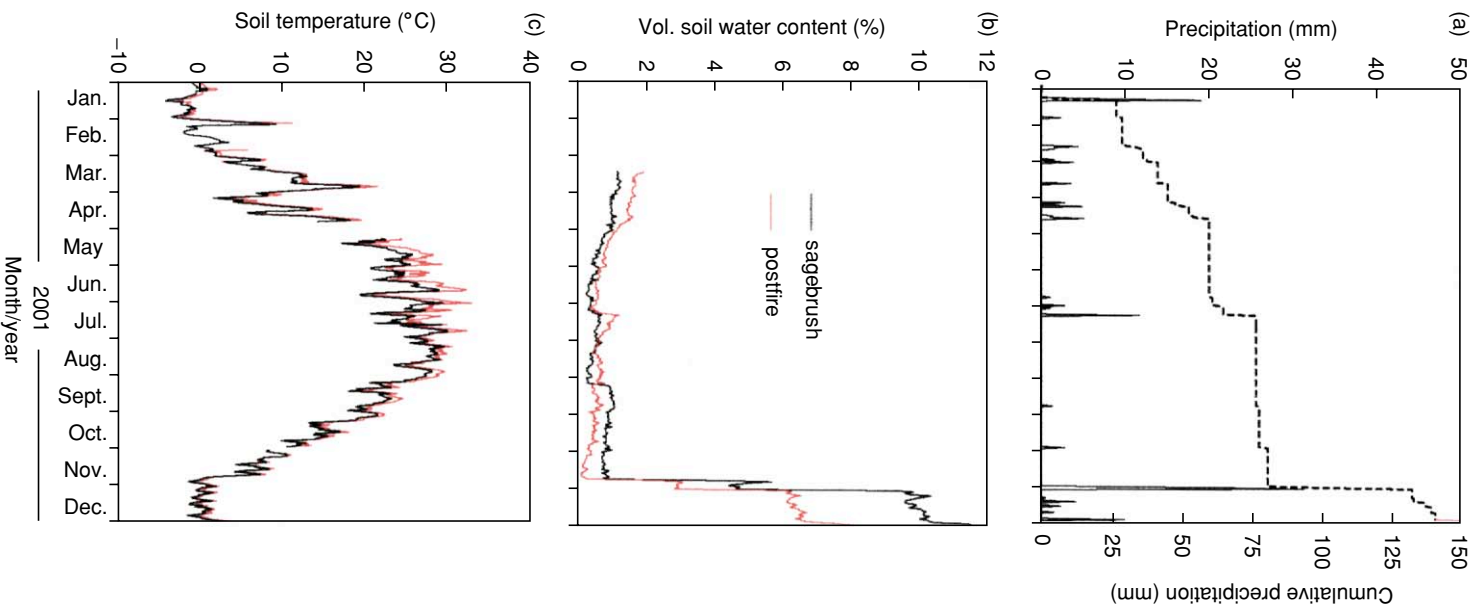 (a)
Precipitation (mm)
0
10
20
30
40
50
Cumulative precipitation (mm)
0
25
50
75
100
125
150
(b)
Vol. soil water content (%)
0
2
4
6
8
10
12
sagebrush
postfire
(c)
Soil temperature (°C)
–10
0
10
20
30
40
Jan.
Feb.
Mar.
Apr.
May
Jun.
Jul.
Aug.
Sept.
Oct.
Nov.
Dec.
2001
Month/year